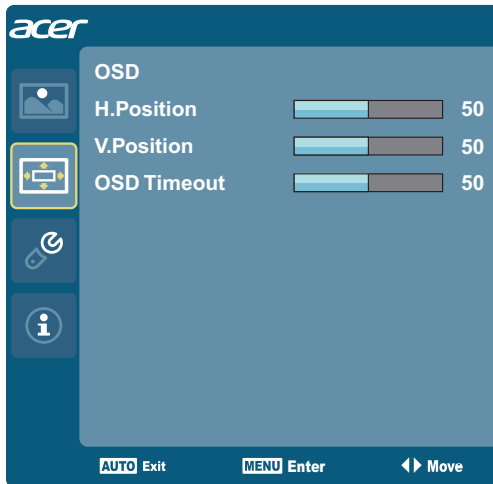 acer
OSD
H.Position 50
V.Position 50
OSD Timeout 50
AUTO Exit MENU Enter Move